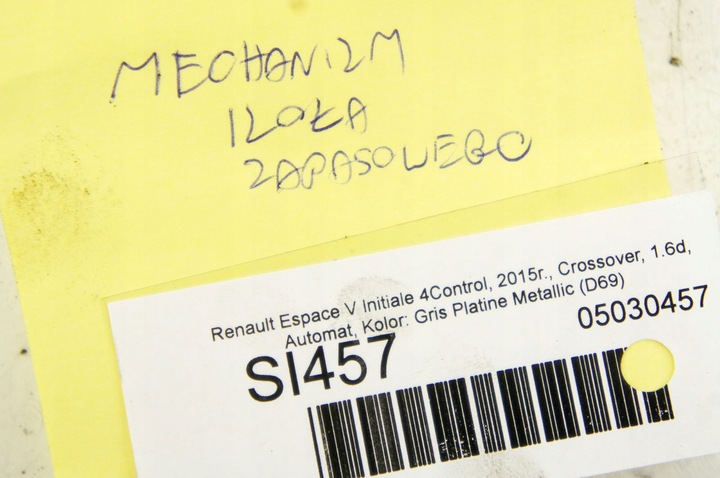 MECHANIZM
KOŁA
ZAPASOWEGO
Renault Espace V Initiale 4Control, 2015r., Crossover, 1.6d,
Automat, Kolor: Gris Platine Metallic (D69)
05030457
SI457